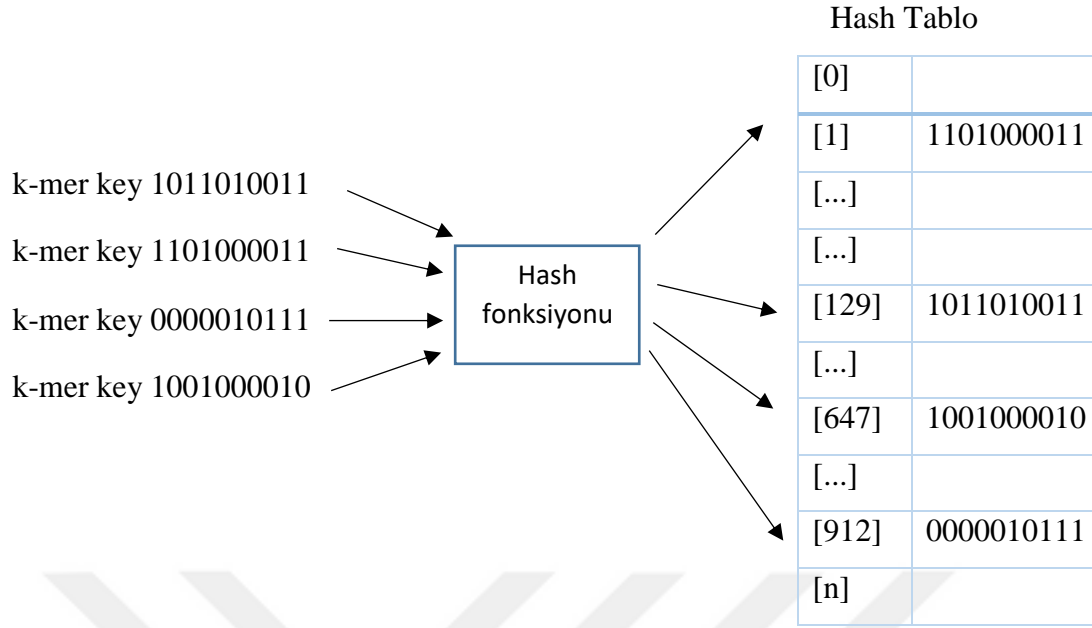 Hash Tablo
k-mer key 1011010011
k-mer key 1101000011
k-mer key 0000010111
k-mer key 1001000010
Hash
fonksiyonu
[0]
[1] 1101000011
[...]
[...]
[129] 1011010011
[...]
[647] 1001000010
[...]
[912] 0000010111
[n]